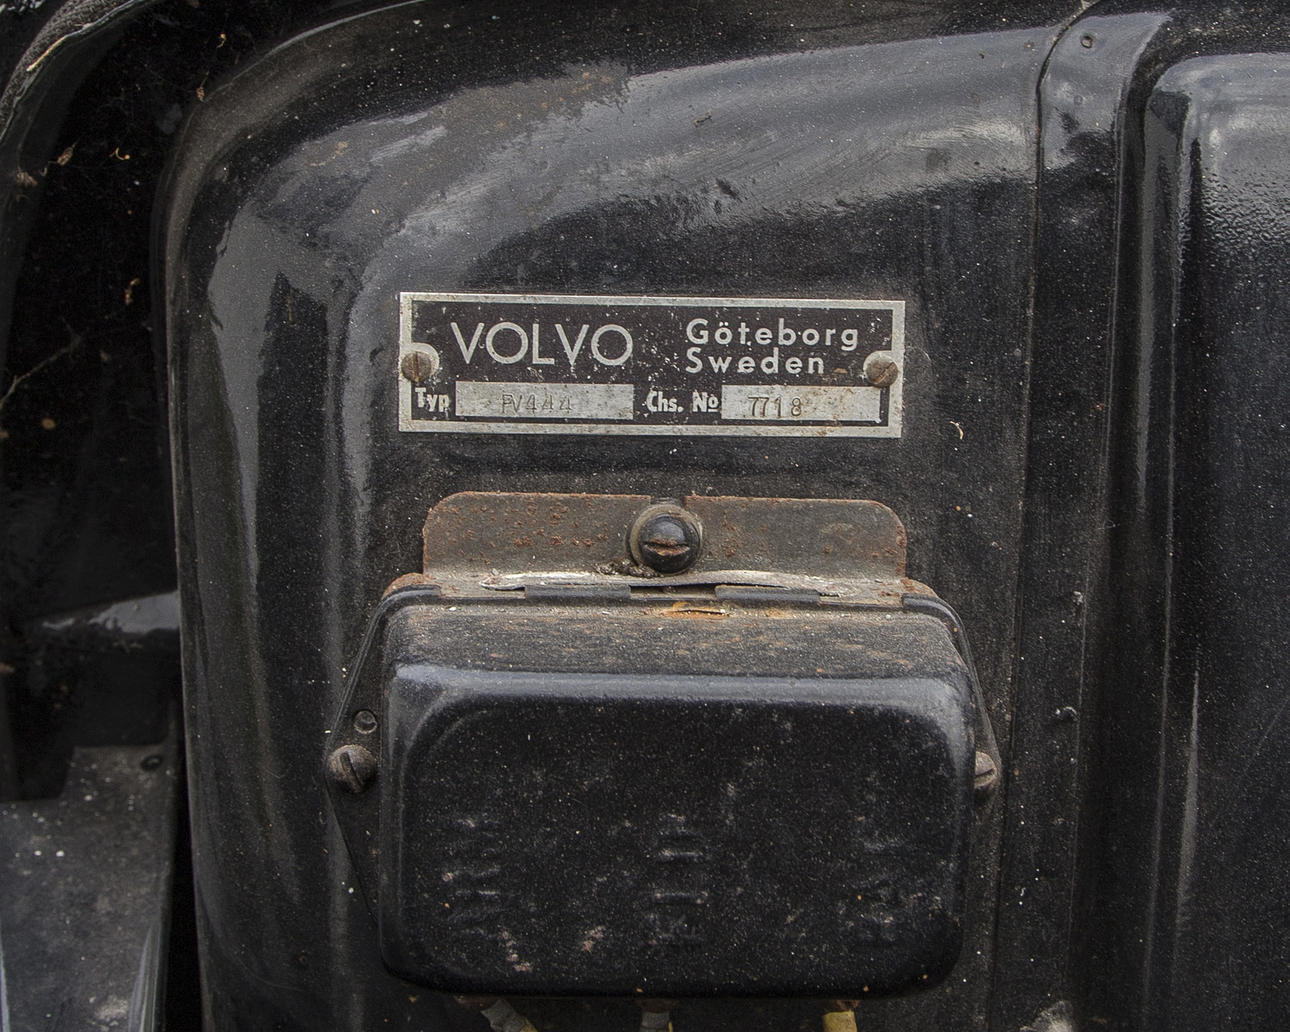 VOLVO
Göteborg
Sweden
Typ PV444 Chs. No 7718